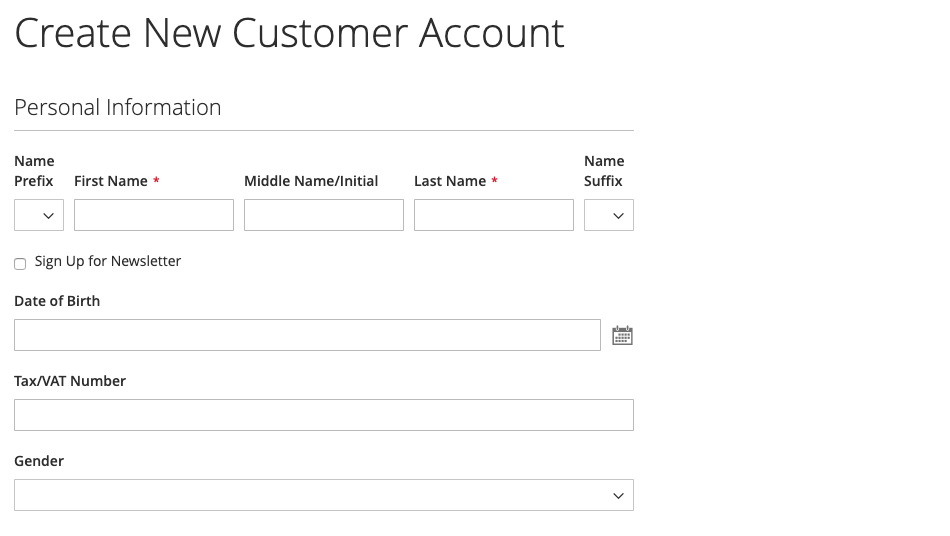 Create New Customer Account
Personal Information
Name
Prefix
First Name *
Middle Name/Initial
Last Name *
Name
Suffix
Sign Up for Newsletter
Date of Birth
Tax/VAT Number
Gender